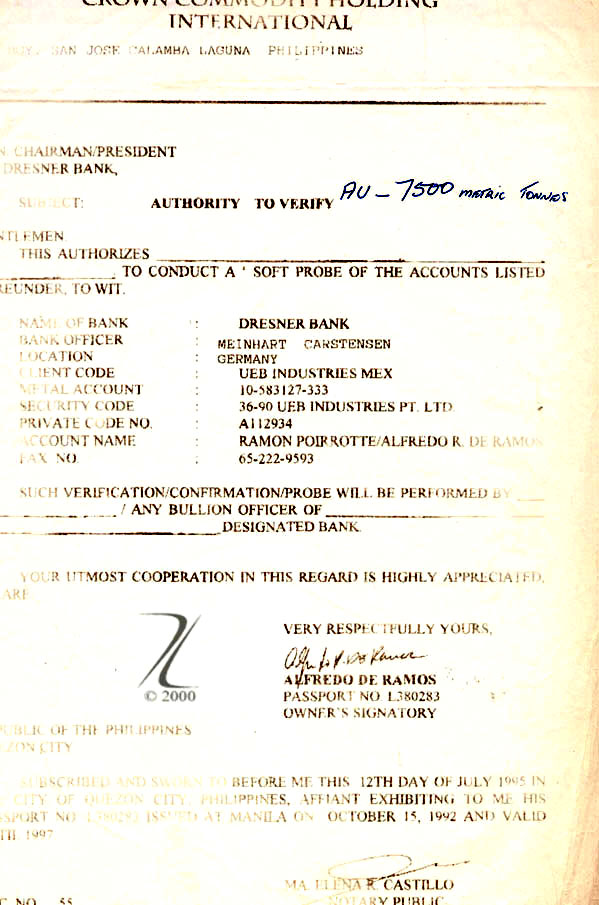 CROWN COMMODITY HOLDING
INTERNATIONAL
SAN JOSE CALAMBA LAGUNA PHILIPPINES
CHAIRMAN/PRESIDENT
DRESNER BANK,
SUBJECT: AUTHORITY TO VERIFY AU - 7500 METRIC TONNES
NTLEMEN
THIS AUTHORIZES
TO CONDUCT A ' SOFT PROBE OF THE ACCOUNTS LISTED
REUNDER, TO WIT.
NAME OF BANK : DRESNER BANK
BANK OFFICER : MEINHART CARSTENSEN
LOCATION : GERMANY
CLIENT CODE : UEB INDUSTRIES MEX
METAL ACCOUNT : 10-583127-333
SECURITY CODE : 36-90 UEB INDUSTRIES PT. LTD
PRIVATE CODE NO. : A112934
ACCOUNT NAME : RAMON POIRROTTE/ALFREDO R. DE RAMOS
FAX NO. : 65-222-9593
SUCH VERIFICATION/CONFIRMATION/PROBE WILL BE PERFORMED BY
/ ANY BULLION OFFICER OF
DESIGNATED BANK.
YOUR UTMOST COOPERATION IN THIS REGARD IS HIGHLY APPRECIATED,
ARE
VERY RESPECTFULLY YOURS,
© 2000
ALFREDO DE RAMOS
PASSPORT NO L380283
OWNER'S SIGNATORY
PUBLIC OF THE PHILIPPINES
ZON CITY
SUBSCRIBED AND SWORN TO BEFORE ME THIS 12TH DAY OF JULY 1995 IN
CITY OF QUEZON CITY, PHILIPPINES, AFFIANT EXHIBITING TO ME HIS
SSPORT NO L380283 ISSUED AT MANILA ON OCTOBER 15, 1992 AND VALID
TIL 1997
MA. ELENA R. CASTILLO
NOTARY PUBLIC
C. NO. 55